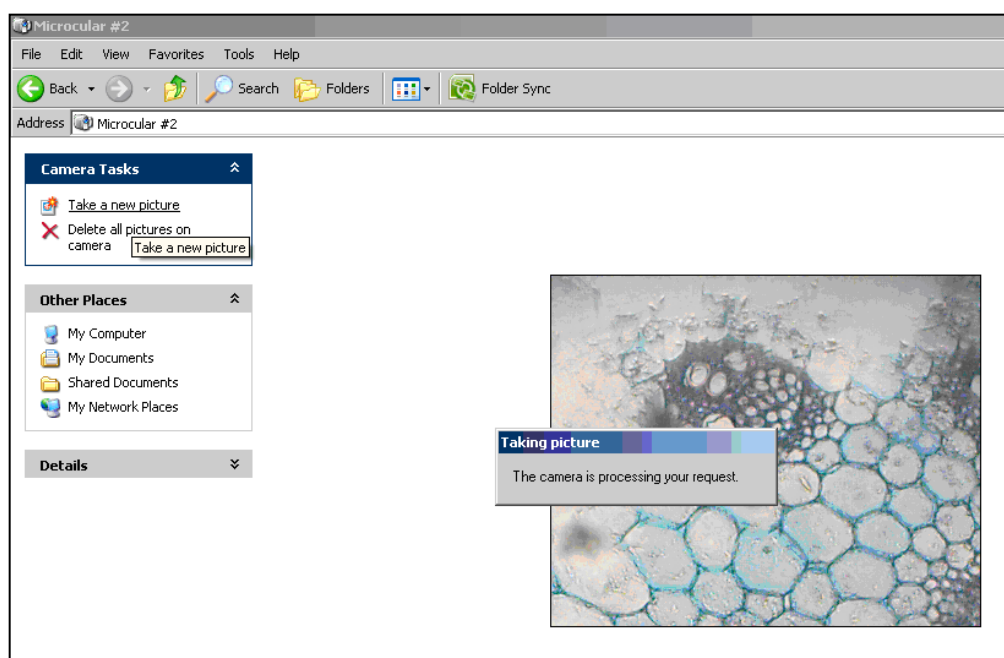 Microcular #2
File Edit View Favorites Tools Help
Back Search Folders Folder Sync
Address Microcular #2
Camera Tasks
Take a new picture
Delete all pictures on
camera
Take a new picture
Other Places
My Computer
My Documents
Shared Documents
My Network Places
Details
Taking picture
The camera is processing your request.